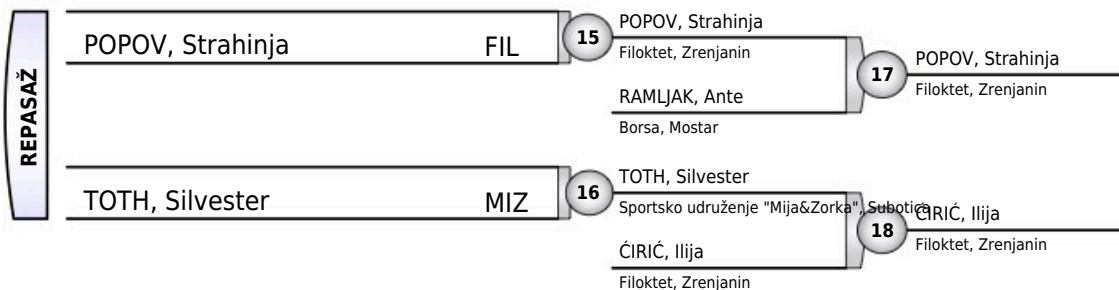 REPASAŽ
POPOV, Strahinja FIL
15
POPOV, Strahinja
Filoktet, Zrenjanin
RAMLJAK, Ante
Borsa, Mostar
17
POPOV, Strahinja
Filoktet, Zrenjanin
TOTH, Silvester MIZ
16
TOTH, Silvester
Sportsko udruženje "Mija&Zorka", Subotica
ĆIRIĆ, Ilija
Filoktet, Zrenjanin
18
ĆIRIĆ, Ilija
Filoktet, Zrenjanin